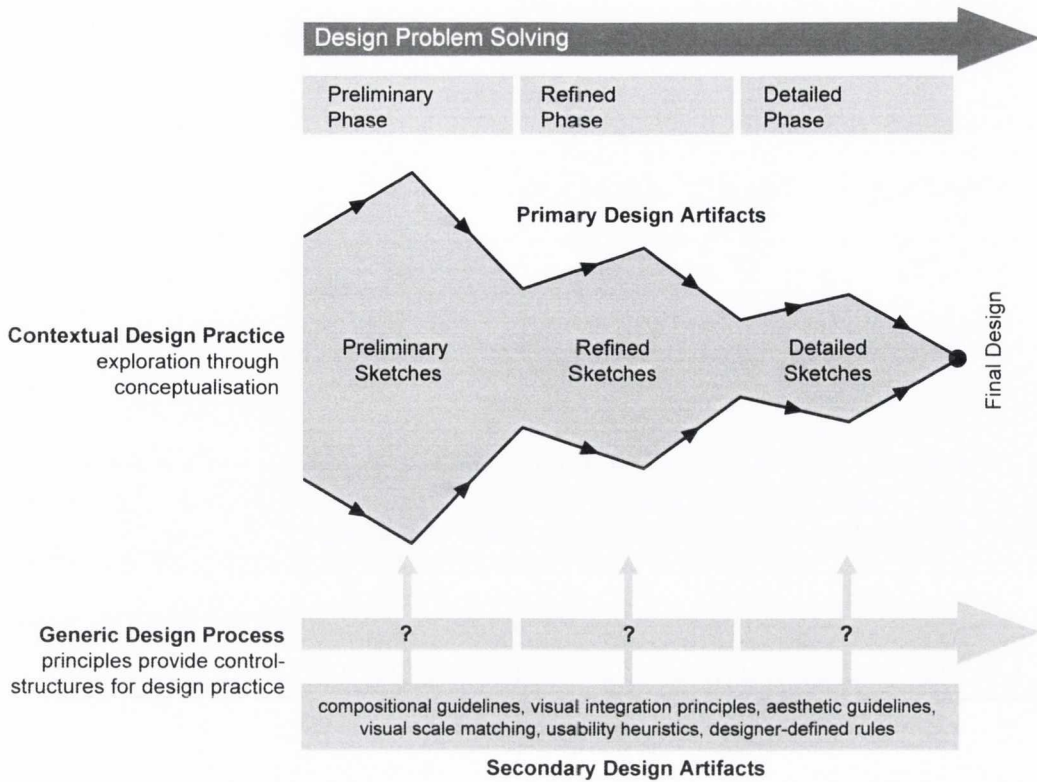 Design Problem Solving
Preliminary
Phase
Refined
Phase
Detailed
Phase
Primary Design Artifacts
Contextual Design Practice
exploration through
conceptualisation
Preliminary
Sketches
Refined
Sketches
Detailed
Sketches
Final Design
Generic Design Process
principles provide control-
structures for design practice
?
?
?
compositional guidelines, visual integration principles, aesthetic guidelines,
visual scale matching, usability heuristics, designer-defined rules
Secondary Design Artifacts